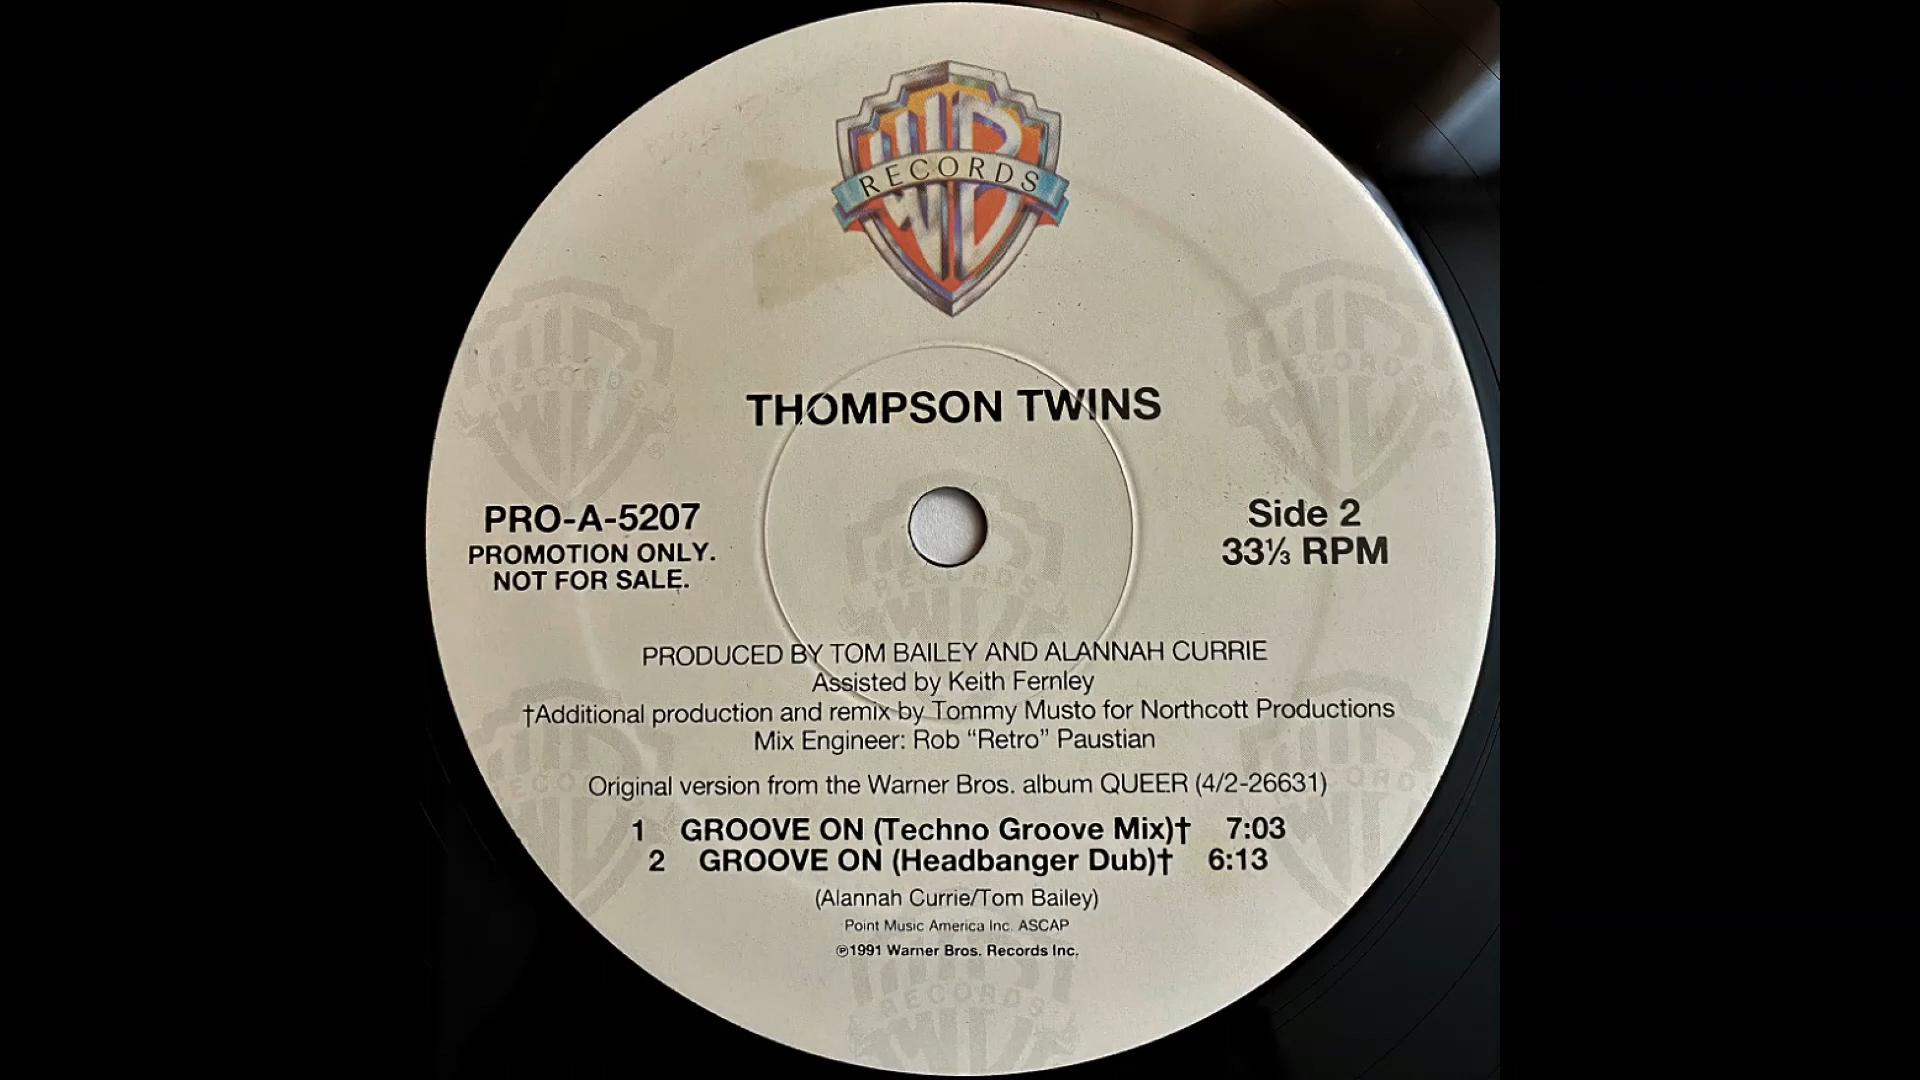 RECORDS
THOMPSON TWINS
PRO-A-5207
PROMOTION ONLY.
NOT FOR SALE.
Side 2
33⅓ RPM
PRODUCED BY TOM BAILEY AND ALANNAH CURRIE
Assisted by Keith Fernley
†Additional production and remix by Tommy Musto for Northcott Productions
Mix Engineer: Rob “Retro” Paustian
Original version from the Warner Bros. album QUEER (4/2-26631)
1 GROOVE ON (Techno Groove Mix)† 7:03
2 GROOVE ON (Headbanger Dub)† 6:13
(Alannah Currie/Tom Bailey)
Point Music America Inc. ASCAP
℗1991 Warner Bros. Records Inc.